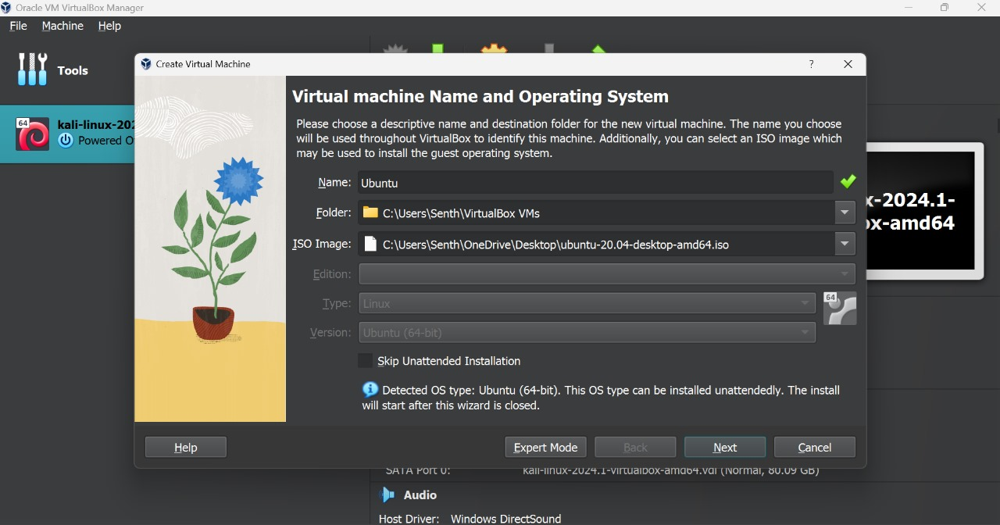 Oracle VM VirtualBox Manager
File Machine Help
Tools
64
kali-linux-202
Powered O
Create Virtual Machine
?
Virtual machine Name and Operating System
Please choose a descriptive name and destination folder for the new virtual machine. The name you choose
will be used throughout VirtualBox to identify this machine. Additionally, you can select an ISO image which
may be used to install the guest operating system.
Name: Ubuntu
Folder: C:\Users\Senth\VirtualBox VMs
ISO Image: C:\Users\Senth\OneDrive\Desktop\ubuntu-20.04-desktop-amd64.iso
Edition:
Type: Linux
64
Version: Ubuntu (64-bit)
Skip Unattended Installation
Detected OS type: Ubuntu (64-bit). This OS type can be installed unattendedly. The install
will start after this wizard is closed.
Help Expert Mode Back Next Cancel
x-2024.1-
ox-amd64
SATA Port 0: kali-linux-2024.1-virtualbox-amd64.vdi (Normal, 80.09 GB)
Audio
Host Driver: Windows DirectSound